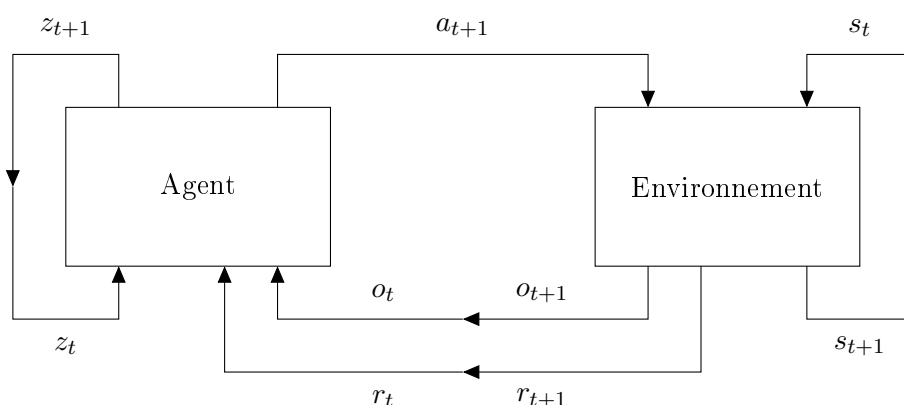 z_{t+1}
a_{t+1}
s_t
Agent
Environnement
o_t
o_{t+1}
z_t
s_{t+1}
r_t
r_{t+1}